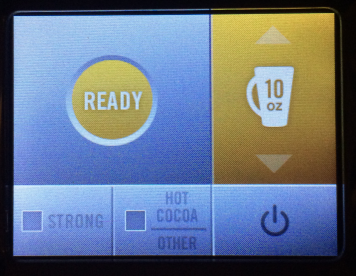 READY
10
OZ
STRONG
HOT
COCOA
OTHER